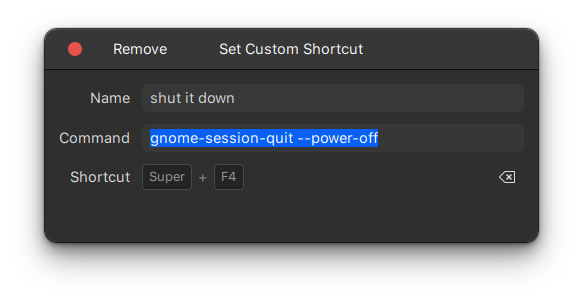 Remove Set Custom Shortcut
Name shut it down
Command gnome-session-quit --power-off
Shortcut Super + F4